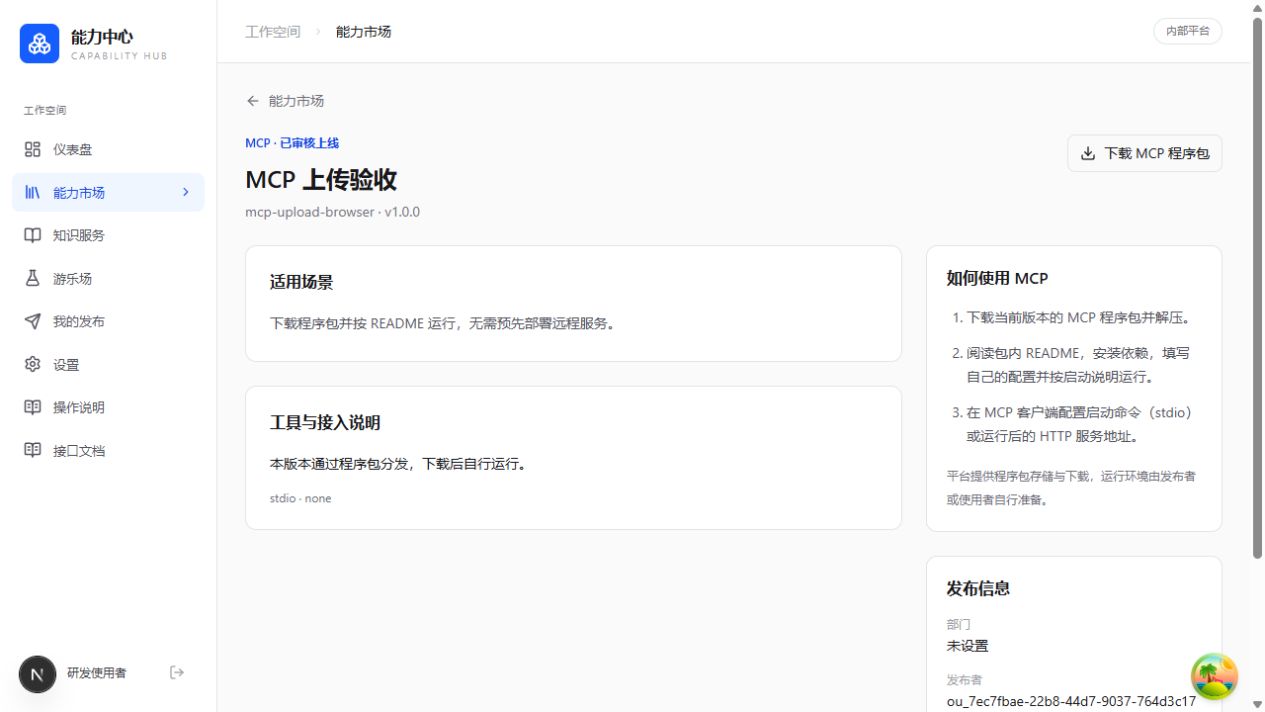 能力中心
CAPABILITY HUB
工作空间
仪表盘
能力市场
知识服务
游乐场
我的发布
设置
操作说明
接口文档
N
研发使用者
工作空间 › 能力市场
内部平台
← 能力市场
MCP · 已审核上线
MCP 上传验收
mcp-upload-browser · v1.0.0
下载 MCP 程序包
适用场景
下载程序包并按 README 运行，无需预先部署远程服务。
工具与接入说明
本版本通过程序包分发，下载后自行运行。
stdio · none
如何使用 MCP
1. 下载当前版本的 MCP 程序包并解压。
2. 阅读包内 README，安装依赖，填写
自己的配置并按启动说明运行。
3. 在 MCP 客户端配置启动命令（stdio）
或运行后的 HTTP 服务地址。
平台提供程序包存储与下载，运行环境由发布者
或使用者自行准备。
发布信息
部门
未设置
发布者
ou_7ec7fbae-22b8-44d7-9037-764d3c17